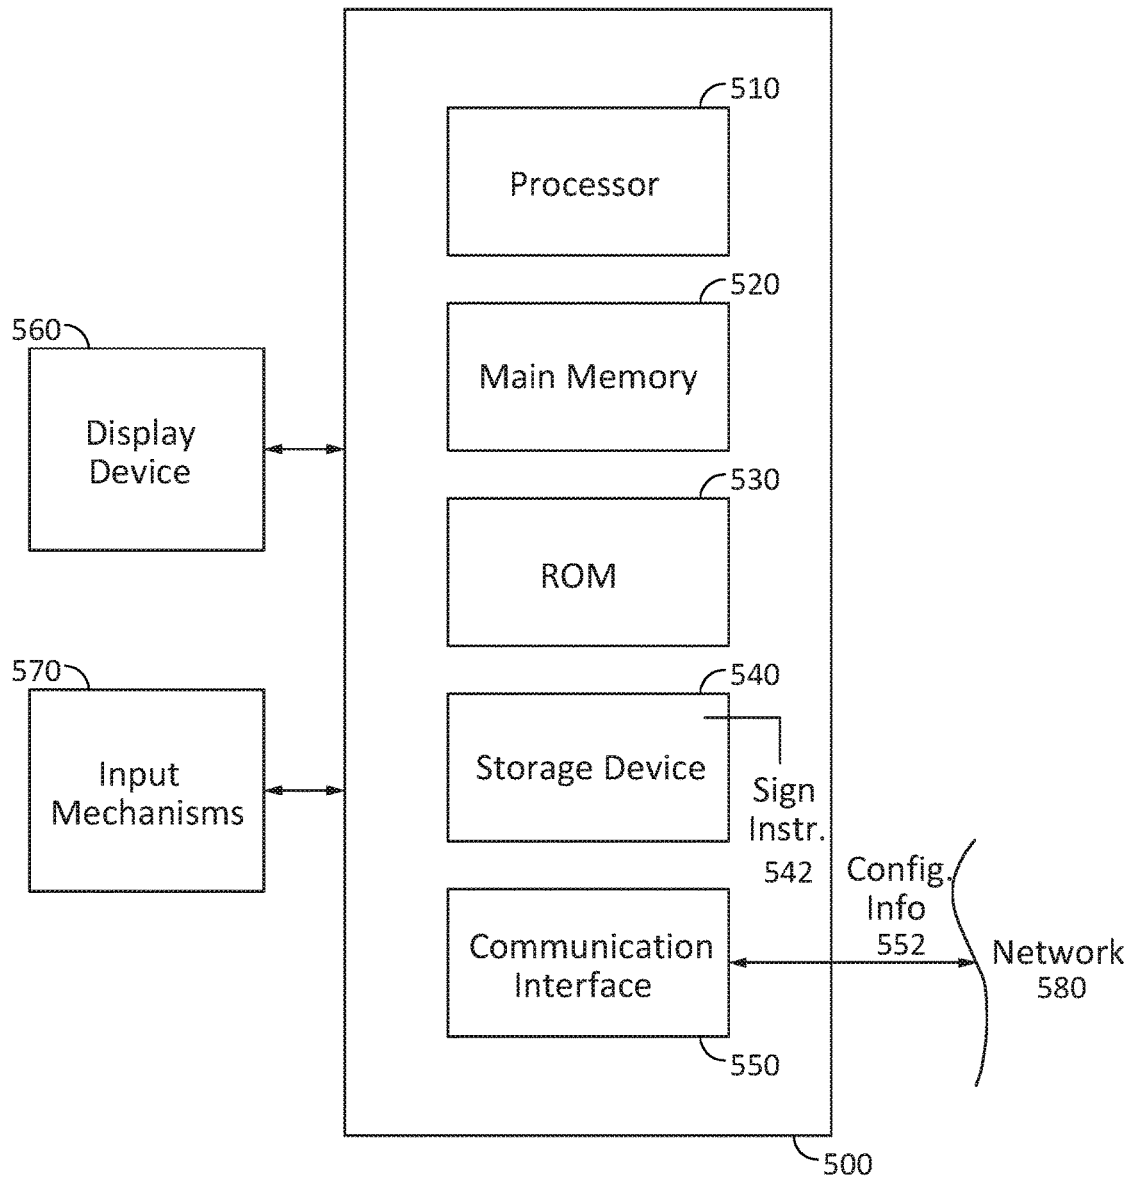 510
Processor
520
Main Memory
560
Display
Device
530
ROM
570
Input
Mechanisms
540
Storage Device
Sign
Instr.
542
Config.
Info
552
Communication
Interface
Network
580
550
500